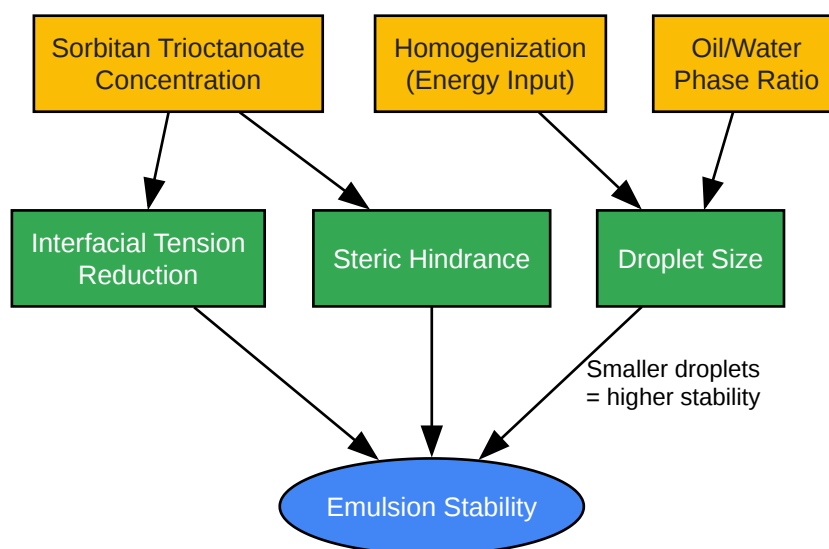 Sorbitan Trioctanoate
Concentration
Homogenization
(Energy Input)
Oil/Water
Phase Ratio
Interfacial Tension
Reduction
Steric Hindrance
Droplet Size
Smaller droplets
= higher stability
Emulsion Stability